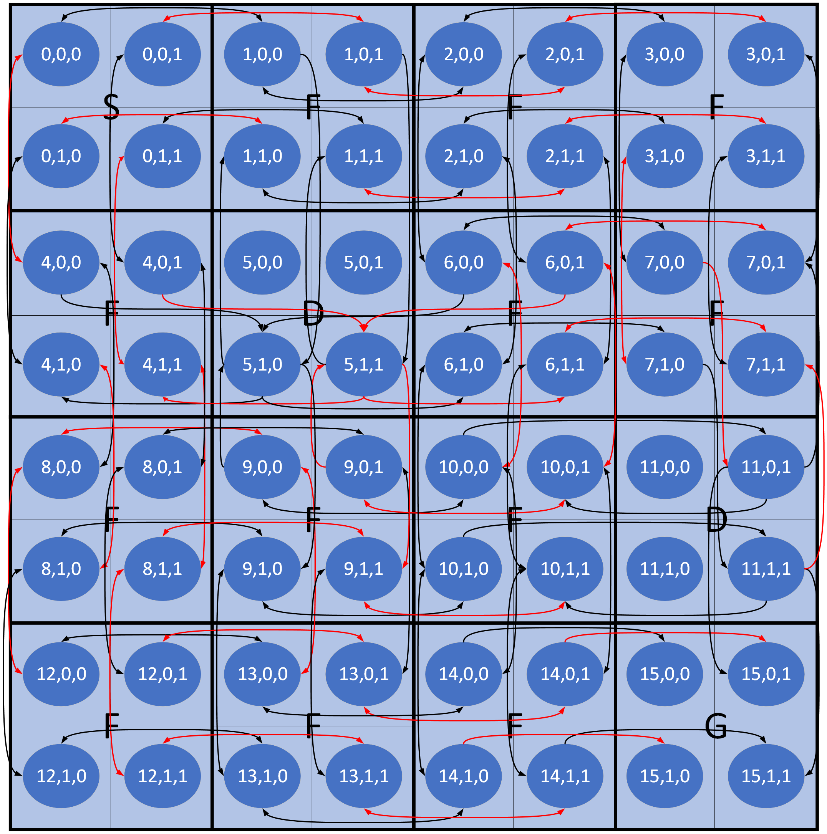 0,0,0 0,0,1 1,0,0 1,0,1 2,0,0 2,0,1 3,0,0 3,0,1
S F F F
0,1,0 0,1,1 1,1,0 1,1,1 2,1,0 2,1,1 3,1,0 3,1,1
4,0,0 4,0,1 5,0,0 5,0,1 6,0,0 6,0,1 7,0,0 7,0,1
F D F F
4,1,0 4,1,1 5,1,0 5,1,1 6,1,0 6,1,1 7,1,0 7,1,1
8,0,0 8,0,1 9,0,0 9,0,1 10,0,0 10,0,1 11,0,0 11,0,1
F F F D
8,1,0 8,1,1 9,1,0 9,1,1 10,1,0 10,1,1 11,1,0 11,1,1
12,0,0 12,0,1 13,0,0 13,0,1 14,0,0 14,0,1 15,0,0 15,0,1
F F F G
12,1,0 12,1,1 13,1,0 13,1,1 14,1,0 14,1,1 15,1,0 15,1,1